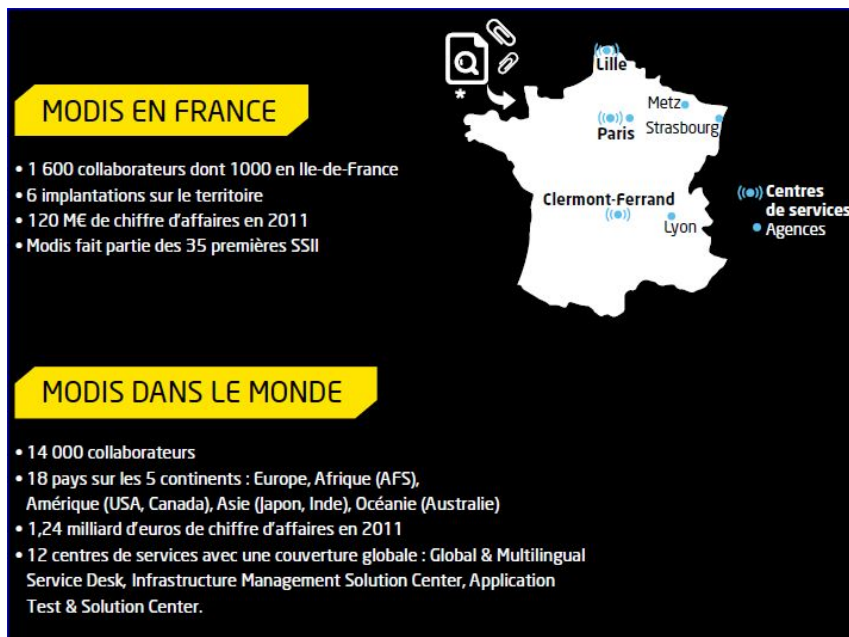 *
Lille
MODIS EN FRANCE
Metz
Paris
Strasbourg
• 1 600 collaborateurs dont 1000 en Ile-de-France
• 6 implantations sur le territoire
• 120 M€ de chiffre d'affaires en 2011
• Modis fait partie des 35 premières SSII
Clermont-Ferrand
Lyon
Centres
de services
Agences
MODIS DANS LE MONDE
• 14 000 collaborateurs
• 18 pays sur les 5 continents : Europe, Afrique (AFS),
Amérique (USA, Canada), Asie (Japon, Inde), Océanie (Australie)
• 1,24 milliard d'euros de chiffre d'affaires en 2011
• 12 centres de services avec une couverture globale : Global & Multilingual
Service Desk, Infrastructure Management Solution Center, Application
Test & Solution Center.